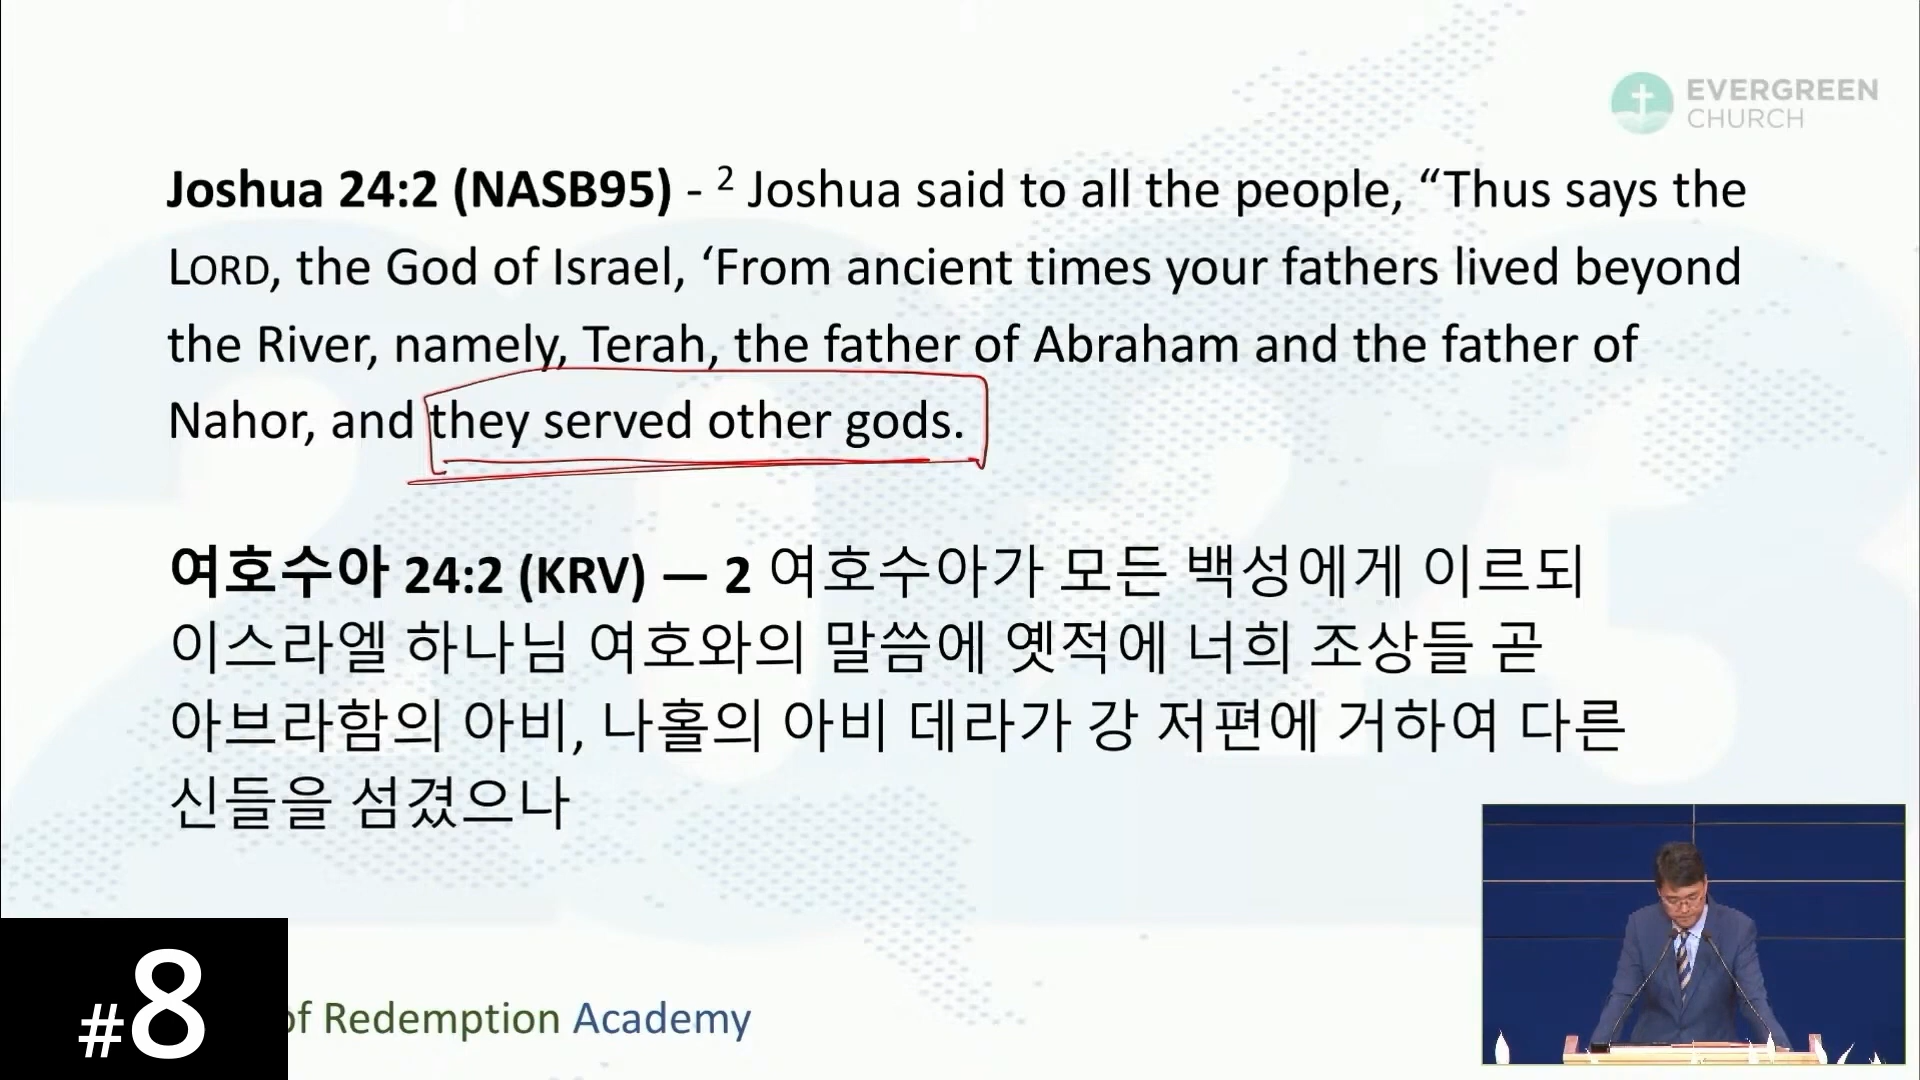 EVERGREEN
CHURCH
Joshua 24:2 (NASB95) - 2 Joshua said to all the people, “Thus says the
LORD, the God of Israel, ‘From ancient times your fathers lived beyond
the River, namely, Terah, the father of Abraham and the father of
Nahor, and they served other gods.
여호수아 24:2 (KRV) — 2 여호수아가 모든 백성에게 이르되
이스라엘 하나님 여호와의 말씀에 옛적에 너희 조상들 곧
아브라함의 아비, 나홀의 아비 데라가 강 저편에 거하여 다른
신들을 섬겼으나
#8
of Redemption Academy